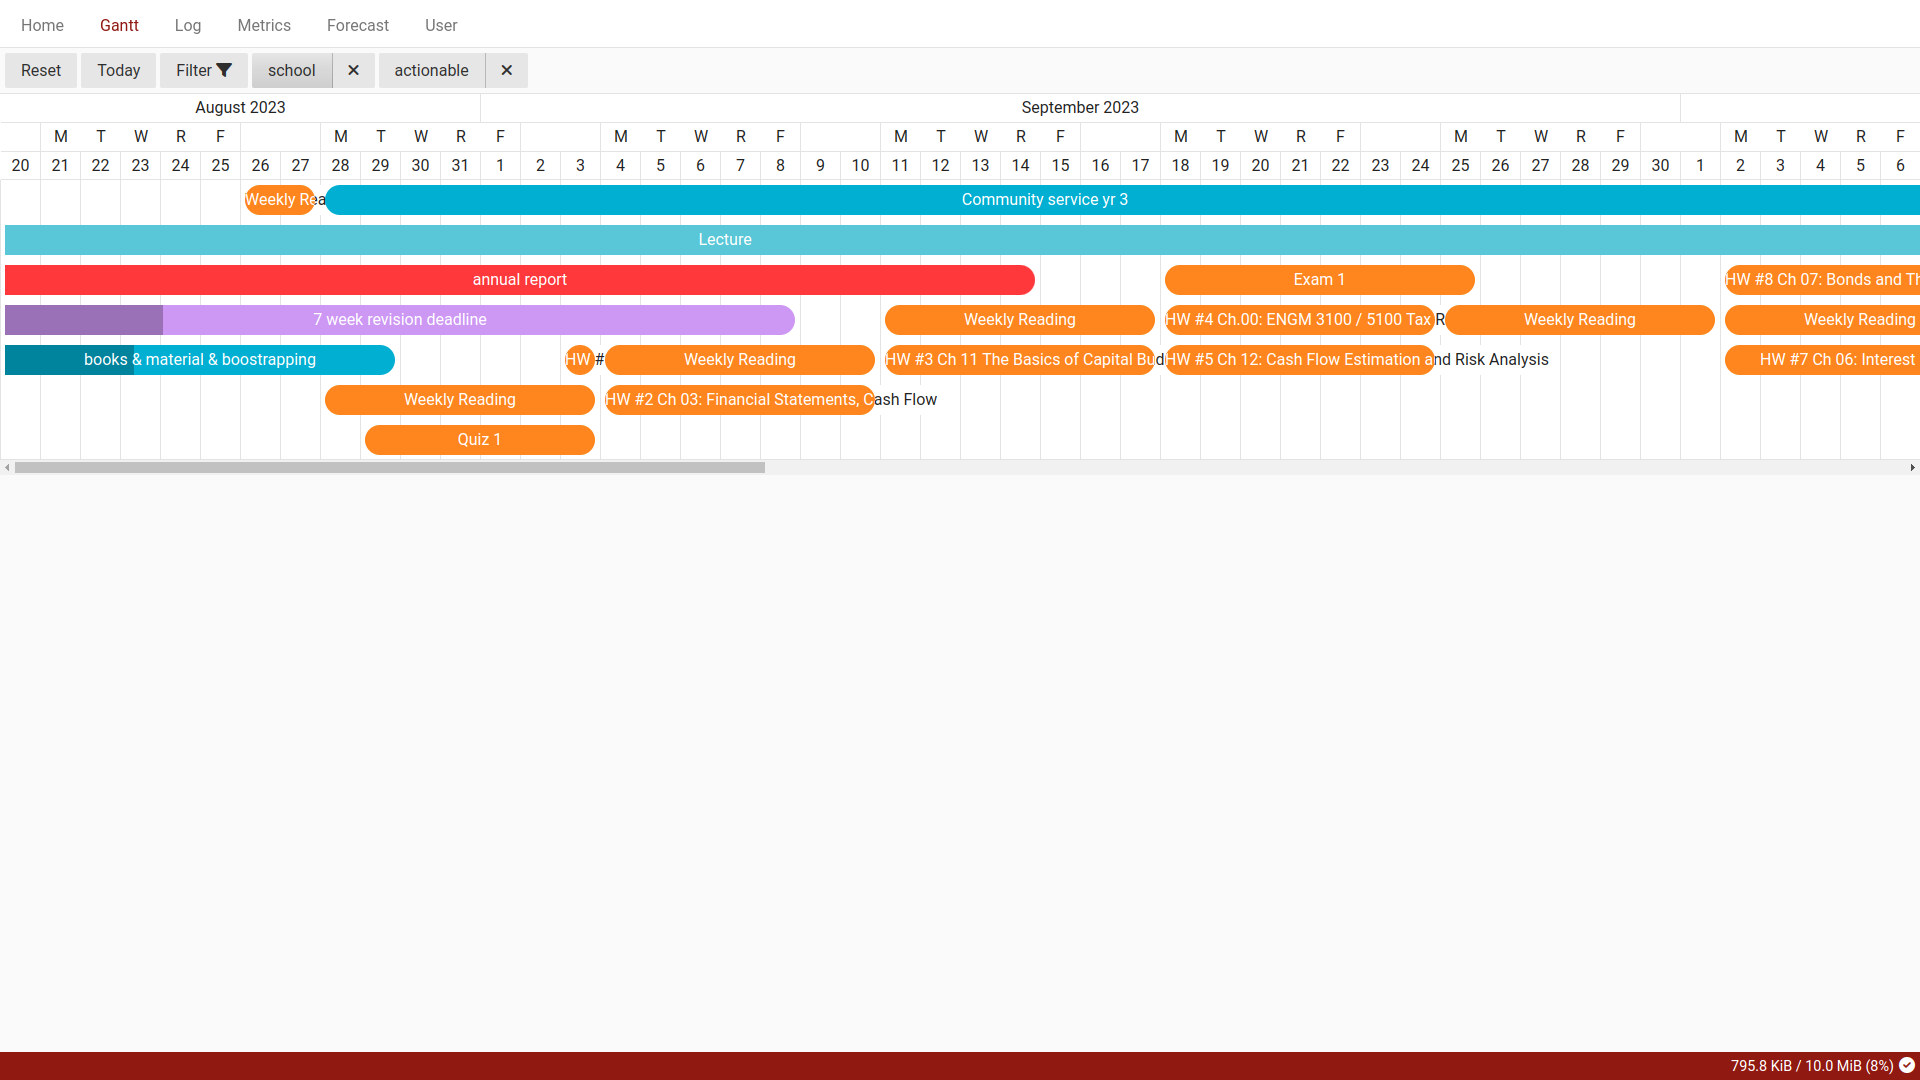 Home Gantt Log Metrics Forecast User
Reset Today Filter school ✕ actionable ✕
August 2023 September 2023
M T W R F M T W R F M T W R F M T W R F M T W R F M T W R F M T W R F
20 21 22 23 24 25 26 27 28 29 30 31 1 2 3 4 5 6 7 8 9 10 11 12 13 14 15 16 17 18 19 20 21 22 23 24 25 26 27 28 29 30 1 2 3 4 5 6
Weekly Rea Community service yr 3
Lecture
annual report Exam 1 HW #8 Ch 07: Bonds and Th
7 week revision deadline Weekly Reading HW #4 Ch.00: ENGM 3100 / 5100 Tax R Weekly Reading Weekly Reading
books & material & boostrapping HW # Weekly Reading HW #3 Ch 11 The Basics of Capital Bud HW #5 Ch 12: Cash Flow Estimation and Risk Analysis HW #7 Ch 06: Interest
Weekly Reading HW #2 Ch 03: Financial Statements, Cash Flow
Quiz 1
795.8 KiB / 10.0 MiB (8%)